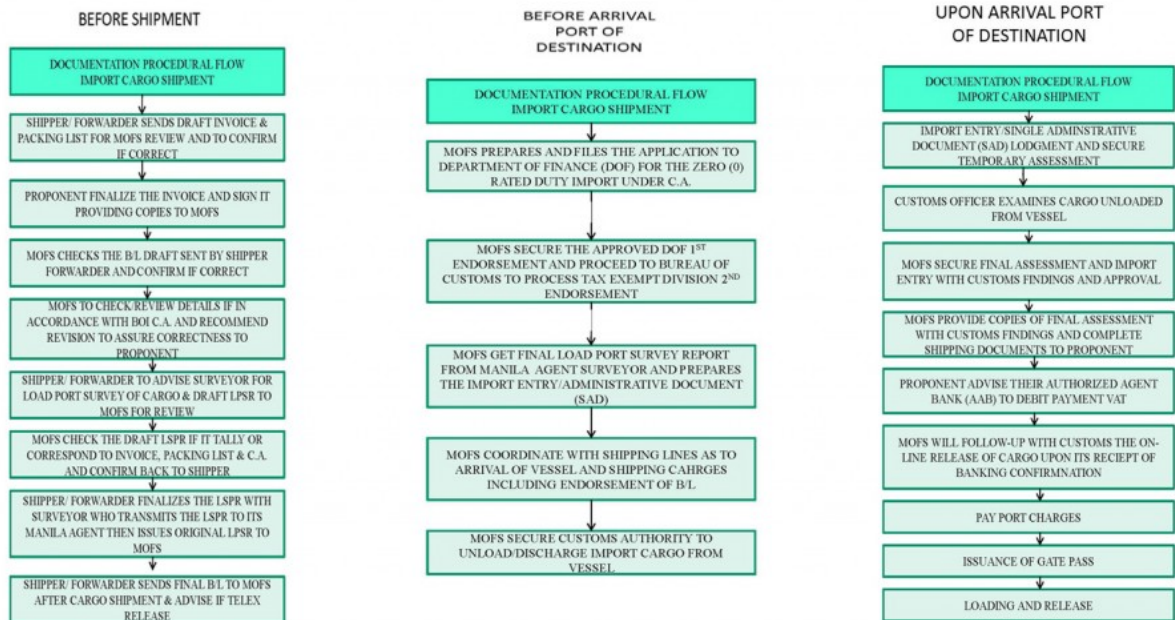 BEFORE SHIPMENT
DOCUMENTATION PROCEDURAL FLOW
IMPORT CARGO SHIPMENT
SHIPPER/ FORWARDER SENDS DRAFT INVOICE &
PACKING LIST FOR MOFS REVIEW AND TO CONFIRM
IF CORRECT
PROPONENT FINALIZE THE INVOICE AND SIGN IT
PROVIDING COPIES TO MOFS
MOFS CHECKS THE B/L DRAFT SENT BY SHIPPER
FORWARDER AND CONFIRM IF CORRECT
MOFS TO CHECK/REVIEW DETAILS IF IN
ACCORDANCE WITH BOI C.A. AND RECOMMEND
REVISION TO ASSURE CORRECTNESS TO
PROPONENT
SHIPPER/ FORWARDER TO ADVISE SURVEYOR FOR
LOAD PORT SURVEY OF CARGO & DRAFT LPSR TO
MOFS FOR REVIEW
MOFS CHECK THE DRAFT LSPR IF IT TALLY OR
CORRESPOND TO INVOICE, PACKING LIST & C.A.
AND CONFIRM BACK TO SHIPPER
SHIPPER/ FORWARDER FINALIZES THE LSPR WITH
SURVEYOR WHO TRANSMITS THE LSPR TO ITS
MANILA AGENT THEN ISSUES ORIGINAL LPSR TO
MOFS
SHIPPER/ FORWARDER SENDS FINAL B/L TO MOFS
AFTER CARGO SHIPMENT & ADVISE IF TELEX
RELEASE
BEFORE ARRIVAL
PORT OF
DESTINATION
DOCUMENTATION PROCEDURAL FLOW
IMPORT CARGO SHIPMENT
MOFS PREPARES AND FILES THE APPLICATION TO
DEPARTMENT OF FINANCE (DOF) FOR THE ZERO (0)
RATED DUTY IMPORT UNDER C.A.
MOFS SECURE THE APPROVED DOF 1ST
ENDORSEMENT AND PROCEED TO BUREAU OF
CUSTOMS TO PROCESS TAX EXEMPT DIVISION 2ND
ENDORSEMENT
MOFS GET FINAL LOAD PORT SURVEY REPORT
FROM MANILA AGENT SURVEYOR AND PREPARES
THE IMPORT ENTRY/ADMINISTRATIVE DOCUMENT
(SAD)
MOFS COORDINATE WITH SHIPPING LINES AS TO
ARRIVAL OF VESSEL AND SHIPPING CAHRGES
INCLUDING ENDORSEMENT OF B/L
MOFS SECURE CUSTOMS AUTHORITY TO
UNLOAD/DISCHARGE IMPORT CARGO FROM
VESSEL
UPON ARRIVAL PORT
OF DESTINATION
DOCUMENTATION PROCEDURAL FLOW
IMPORT CARGO SHIPMENT
IMPORT ENTRY/SINGLE ADMINSTRATIVE
DOCUMENT (SAD) LODGMENT AND SECURE
TEMPORARY ASSESSMENT
CUSTOMS OFFICER EXAMINES CARGO UNLOADED
FROM VESSEL
MOFS SECURE FINAL ASSESSMENT AND IMPORT
ENTRY WITH CUSTOMS FINDINGS AND APPROVAL
MOFS PROVIDE COPIES OF FINAL ASSESSMENT
WITH CUSTOMS FINDINGS AND COMPLETE
SHIPPING DOCUMENTS TO PROPONENT
PROPONENT ADVISE THEIR AUTHORIZED AGENT
BANK (AAB) TO DEBIT PAYMENT VAT
MOFS WILL FOLLOW-UP WITH CUSTOMS THE ON-
LINE RELEASE OF CARGO UPON ITS RECIEPT OF
BANKING CONFIRMNATION
PAY PORT CHARGES
ISSUANCE OF GATE PASS
LOADING AND RELEASE